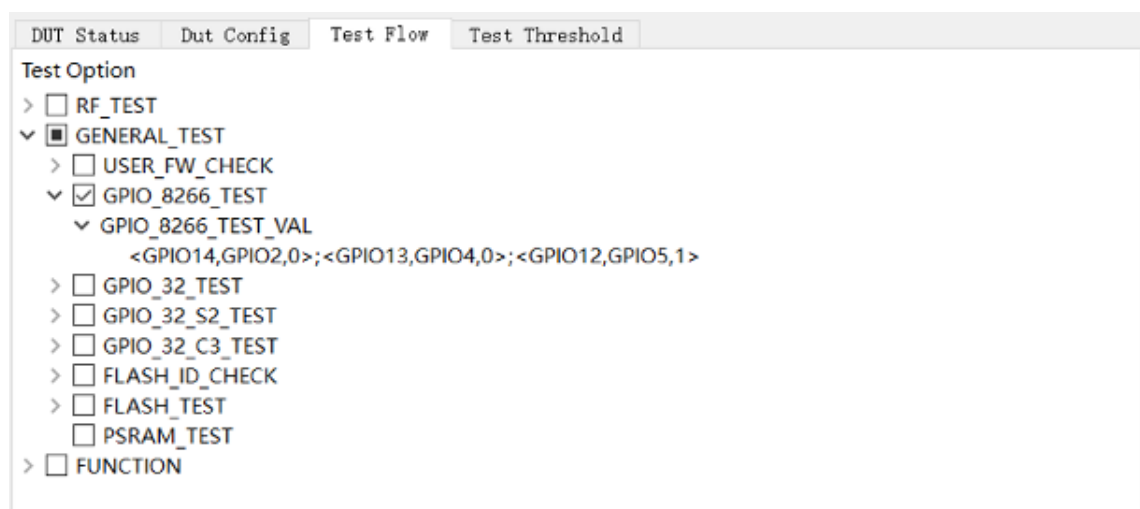 DUT Status Dut Config Test Flow Test Threshold
Test Option
RF_TEST
GENERAL_TEST
USER_FW_CHECK
GPIO_8266_TEST
GPIO_8266_TEST_VAL
<GPIO14,GPIO2,0>;<GPIO13,GPIO4,0>;<GPIO12,GPIO5,1>
GPIO_32_TEST
GPIO_32_S2_TEST
GPIO_32_C3_TEST
FLASH_ID_CHECK
FLASH_TEST
PSRAM_TEST
FUNCTION